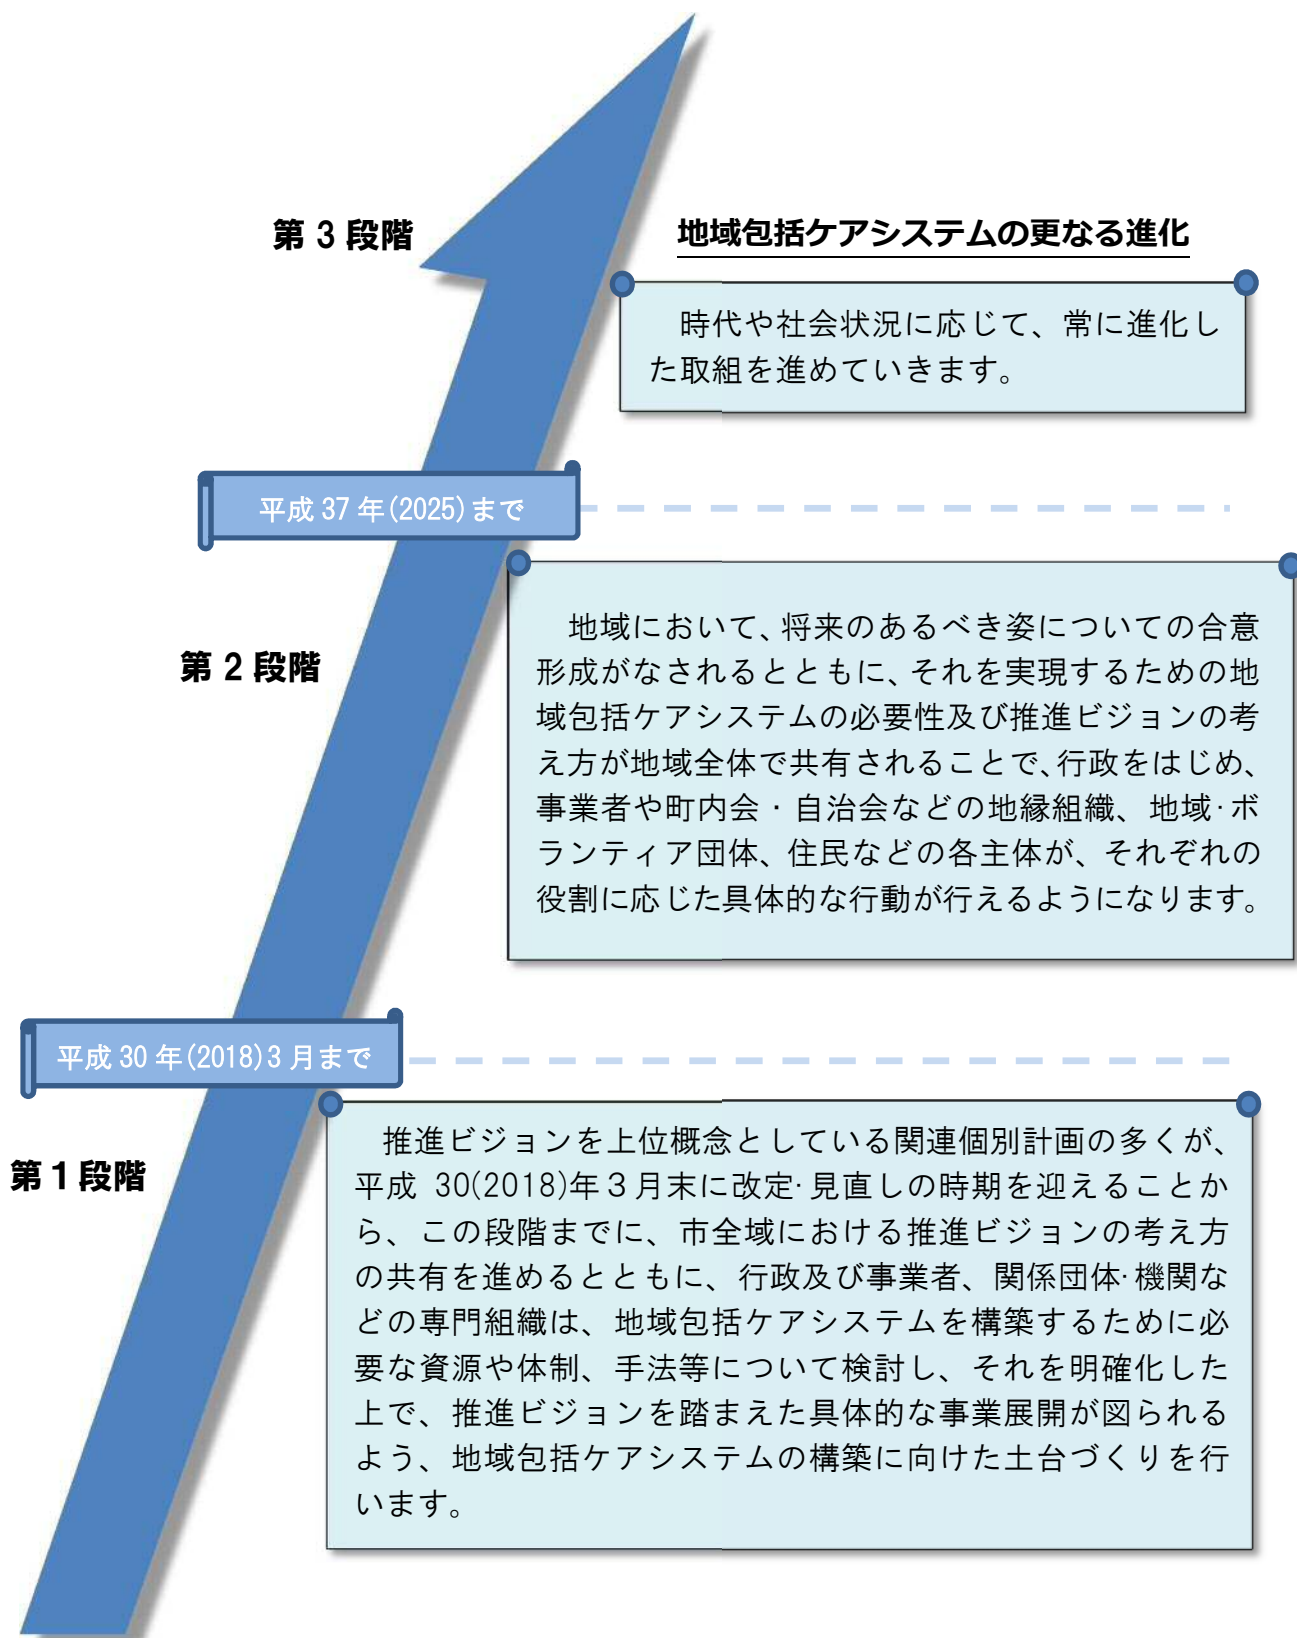 第 3 段階
地域包括ケアシステムの更なる進化
時代や社会状況に応じて、常に進化し
た取組を進めていきます。
平成 37 年(2025)まで
第 2 段階
地域において、将来のあるべき姿についての合意
形成がなされるとともに、それを実現するための地
域包括ケアシステムの必要性及び推進ビジョンの考
え方が地域全体で共有されることで、行政をはじめ、
事業者や町内会・自治会などの地縁組織、地域・ボ
ランティア団体、住民などの各主体が、それぞれの
役割に応じた具体的な行動が行えるようになります。
平成 30 年(2018)3 月まで
第１段階
推進ビジョンを上位概念としている関連個別計画の多くが、
平成 30(2018)年３月末に改定・見直しの時期を迎えることか
ら、この段階までに、市全域における推進ビジョンの考え方
の共有を進めるとともに、行政及び事業者、関係団体・機関な
どの専門組織は、地域包括ケアシステムを構築するために必
要な資源や体制、手法等について検討し、それを明確化した
上で、推進ビジョンを踏まえた具体的な事業展開が図られる
よう、地域包括ケアシステムの構築に向けた土台づくりを行
います。